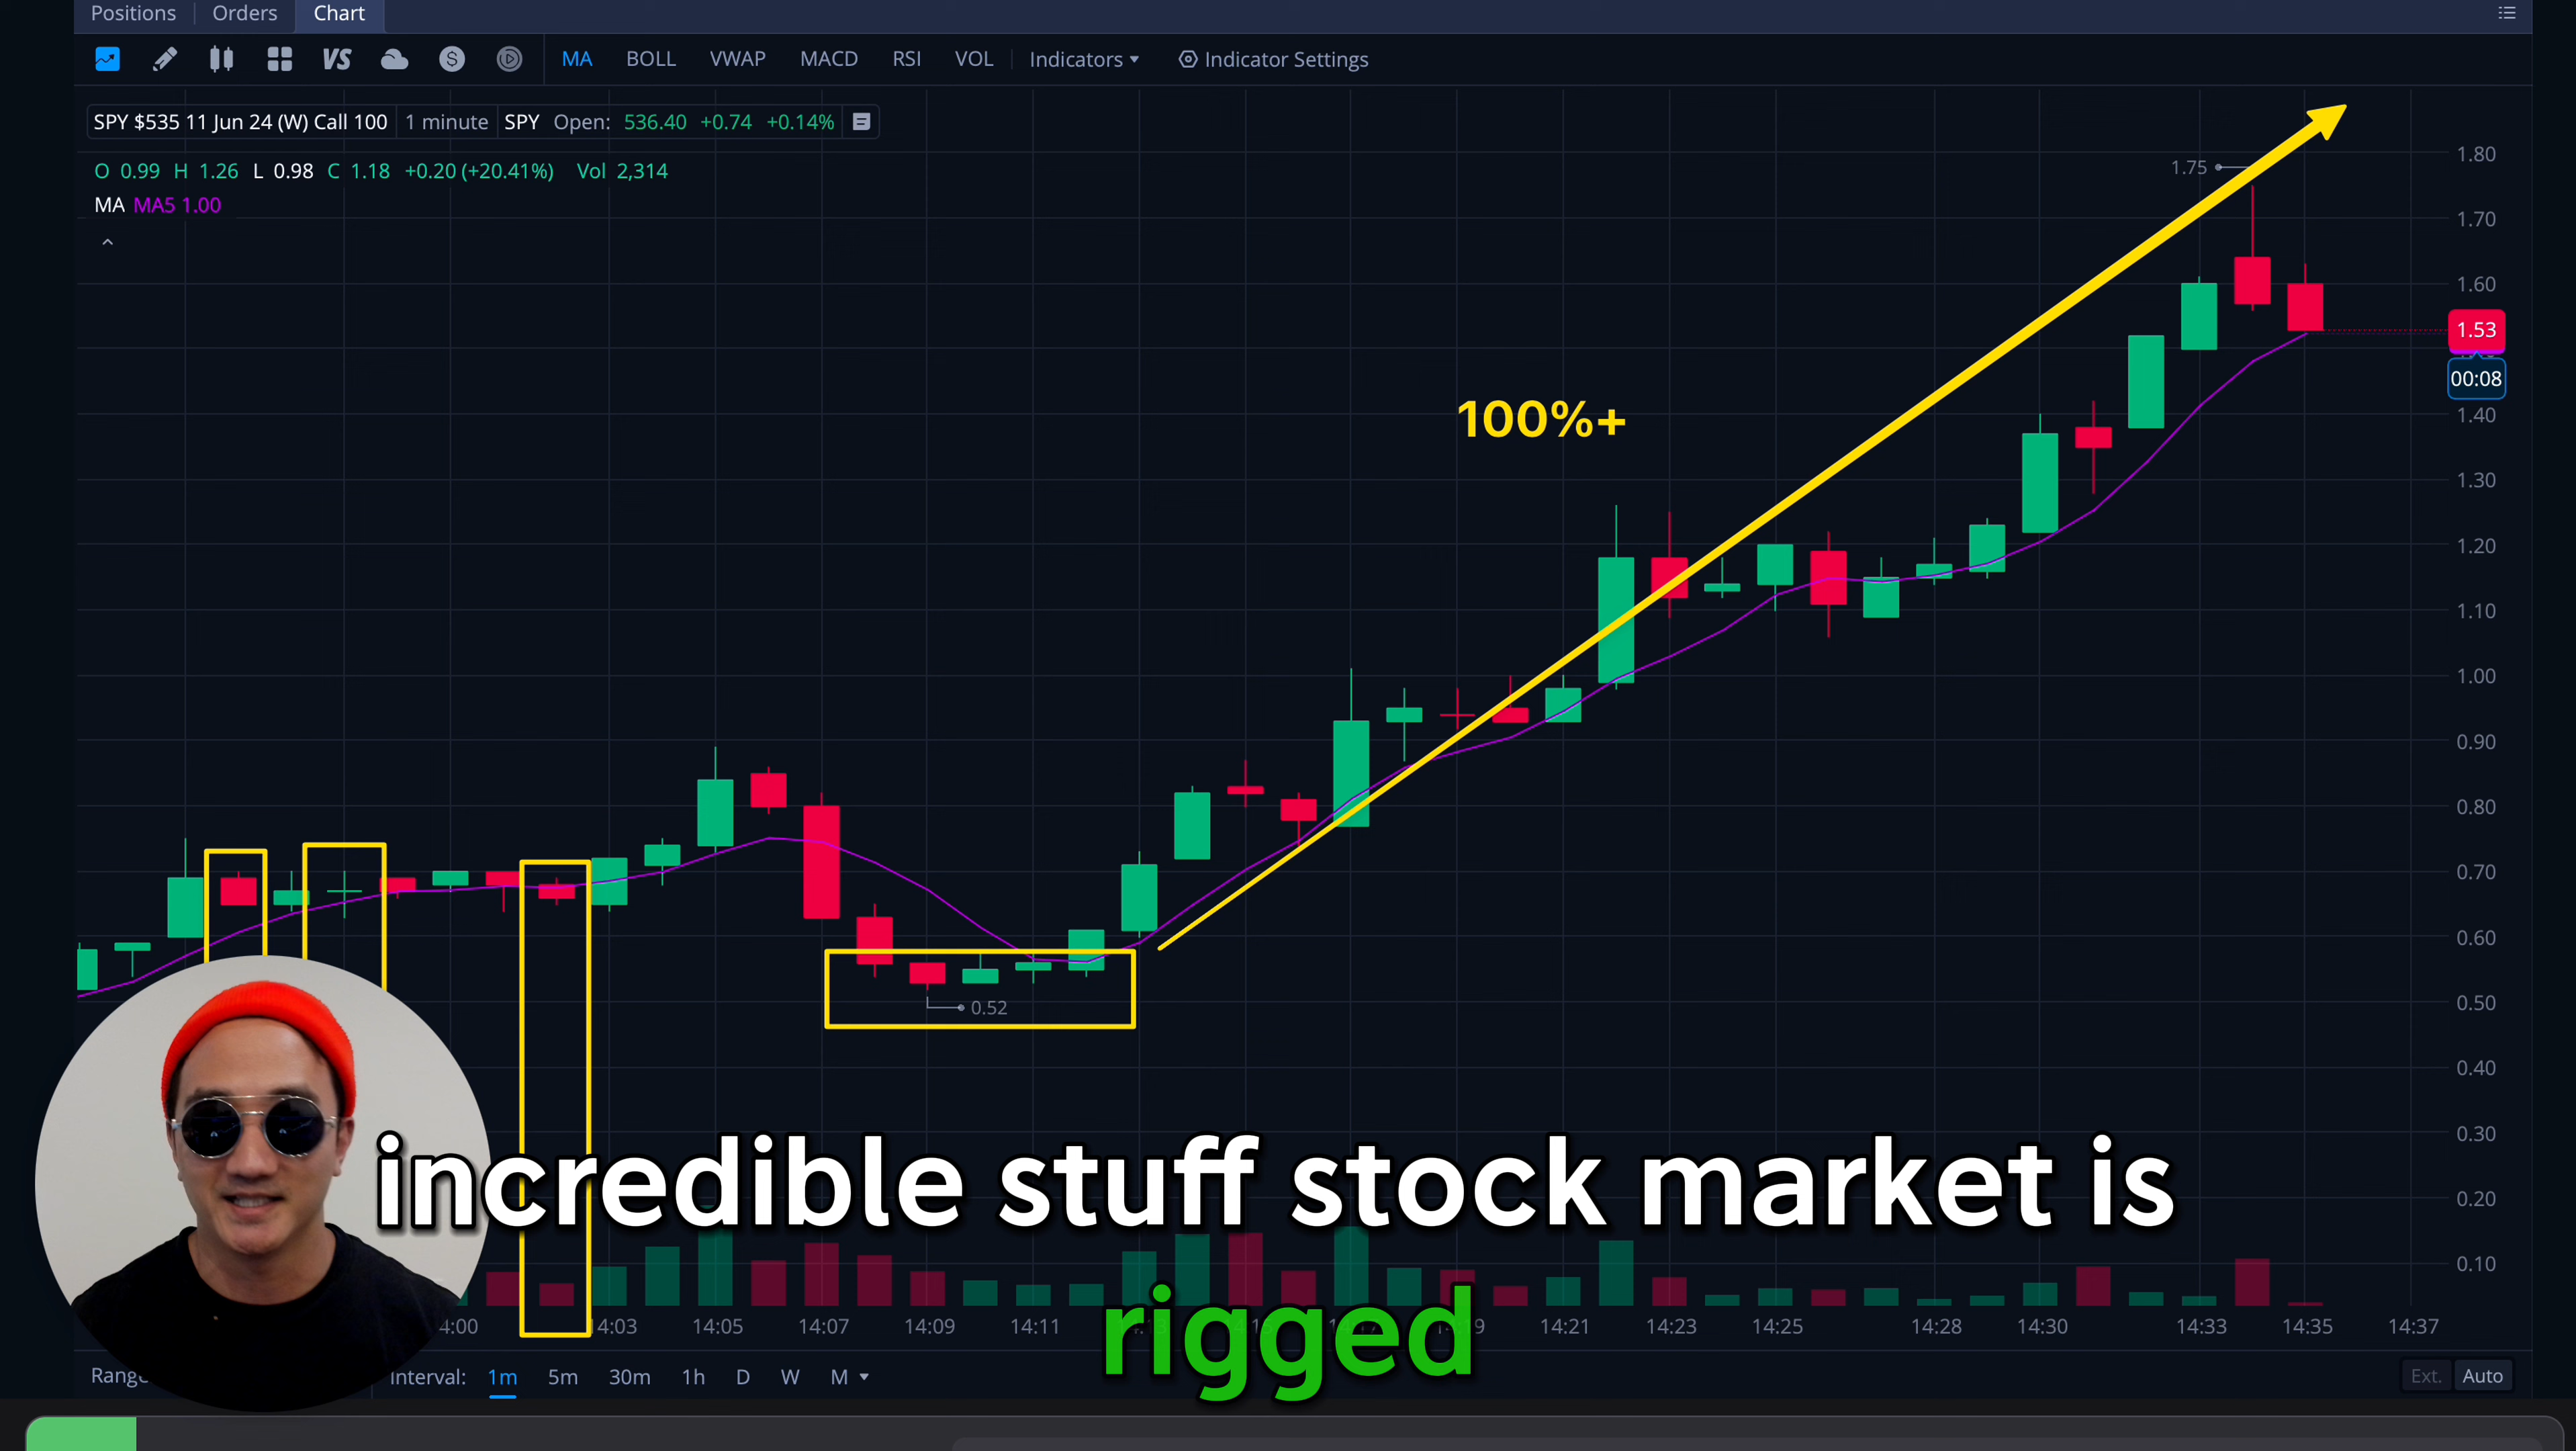 Positions Orders Chart
VS MA BOLL VWAP MACD RSI VOL Indicators Indicator Settings
SPY $535 11 Jun 24 (W) Call 100 1 minute SPY Open: 536.40 +0.74 +0.14%
O 0.99 H 1.26 L 0.98 C 1.18 +0.20 (+20.41%) Vol 2,314
MA MA5 1.00
1.80
1.75
1.70
1.60
1.53
00:08
1.40
100%+
1.30
1.20
1.10
1.00
0.90
0.80
0.70
0.60
0.52
0.50
0.40
0.30
incredible stuff stock market is
0.20
0.10
rigged
4:00 14:03 14:05 14:07 14:09 14:11 14:21 14:23 14:25 14:28 14:30 14:33 14:35 14:37
Interval: 1m 5m 30m 1h D W M Ext. Auto